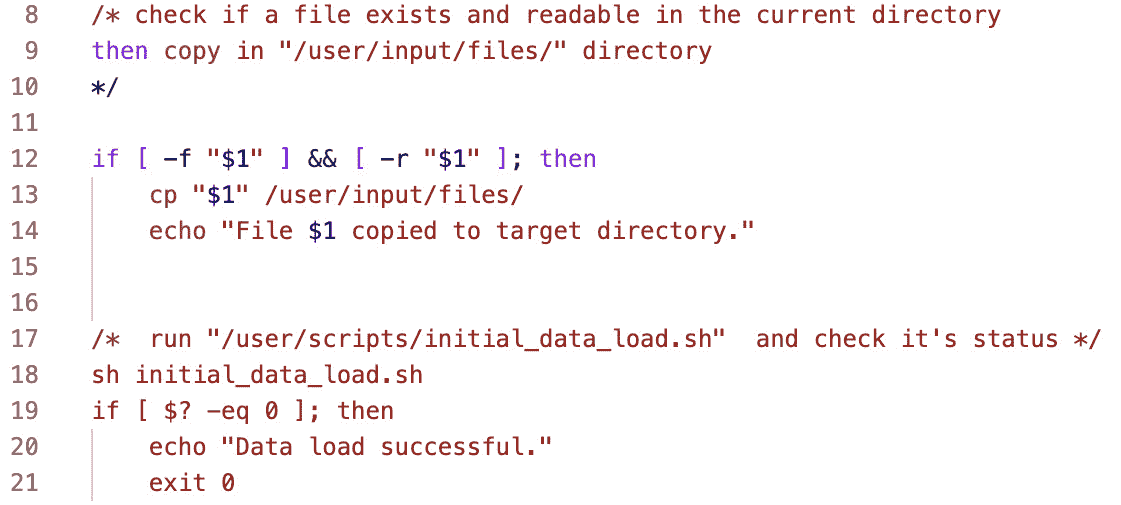 8 /* check if a file exists and readable in the current directory
9 then copy in "/user/input/files/" directory
10 */
11
12 if [ -f "$1" ] && [ -r "$1" ]; then
13 cp "$1" /user/input/files/
14 echo "File $1 copied to target directory."
15
16
17 /*  run "/user/scripts/initial_data_load.sh"  and check it's status */
18 sh initial_data_load.sh
19 if [ $? -eq 0 ]; then
20 echo "Data load successful."
21 exit 0